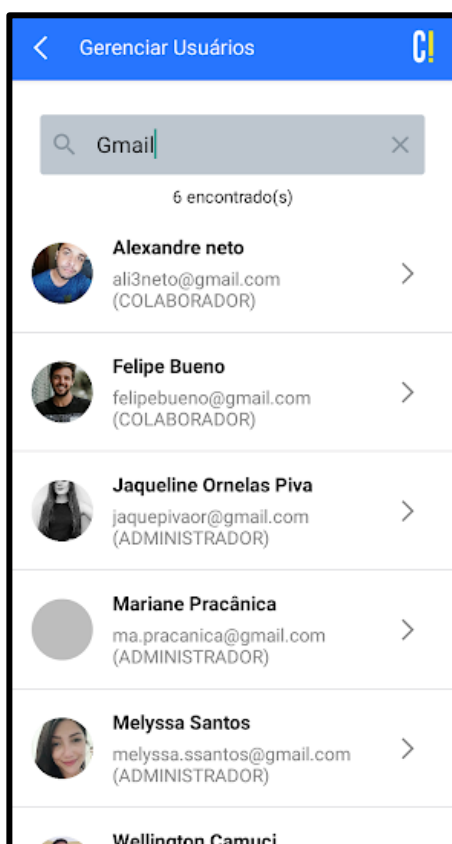 Gerenciar Usuários
C!
Gmail
6 encontrado(s)
Alexandre neto
ali3neto@gmail.com
(COLABORADOR)
Felipe Bueno
felipebueno@gmail.com
(COLABORADOR)
Jaqueline Ornelas Piva
jaquepivaor@gmail.com
(ADMINISTRADOR)
Mariane Pracânica
ma.pracanica@gmail.com
(ADMINISTRADOR)
Melyssa Santos
melyssa.ssantos@gmail.com
(ADMINISTRADOR)
Wellington Camuci